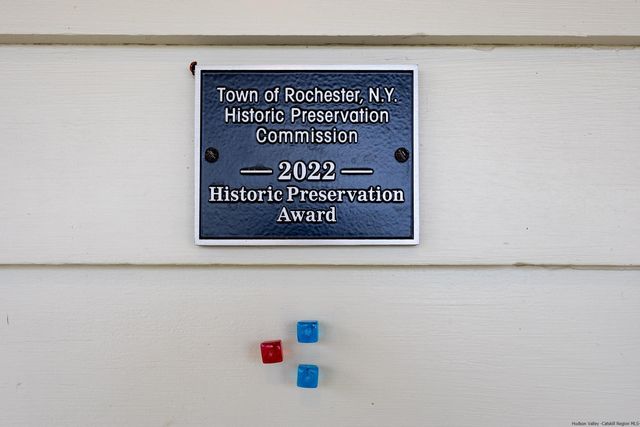 Town of Rochester, N.Y.
Historic Preservation
Commission
— 2022 —
Historic Preservation
Award
Hudson Valley -Catskill Region MLS